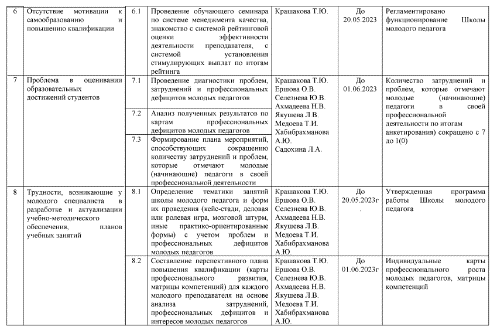 6
Отсутствие мотивации к
самообразованию и
повышению квалификации
6.1
Проведение обучающего семинара
по системе менеджмента качества,
знакомство с системой рейтинговой
оценки эффективности
деятельности преподавателя, с
системой установления
стимулирующих выплат по итогам
рейтинга
Крашакова Т.Ю.
До
20.05.2023
Регламентировано
функционирование Школы
молодого педагога
7
Проблема в оценивании
образовательных
достижений студентов
7.1
Проведение диагностики проблем,
затруднений и профессиональных
дефицитов молодых педагогов
7.2
Анализ полученных результатов по
картам профессиональных
дефицитов молодых педагогов
7.3
Формирование плана мероприятий,
способствующих сокращению
количеству затруднений и проблем,
которые отмечают молодые
(начинающие) педагоги в своей
профессиональной деятельности
Крашакова Т.Ю.
Ершова О.В.
Селезнева Ю.В.
Ахмадеева Н.В.
Якушева Л.В.
Медоева Т.И.
Хабибрахманова
А.Ю.
Садохина Л.А.
До
01.06.2023
Количество затруднений и
проблем, которые отмечают
молодые (начинающие)
педагоги в своей
профессиональной
деятельности по итогам
анкетирования) сокращено с 7
до 1(0)
8
Трудности, возникающие у
молодого специалиста в
разработке и актуализации
учебно-методического
обеспечения, планов
учебных занятий
8.1
Определение тематики занятий
школы молодого педагога и форм
их проведения (кейс-стади, деловая
или ролевая игра, мозговой штурм,
иные практико-ориентированные
формы) с учетом проблем и
профессиональных дефицитов
молодых педагогов
Крашакова Т.Ю.
Ершова О.В.
Селезнева Ю.В.
Ахмадеева Н.В.
Якушева Л.В.
Медоева Т.И.
Хабибрахманова
А.Ю.
До
20.05.2023г
.
Утвержденная программа
работы Школы молодого
педагога
8.2
Составление перспективного плана
повышения квалификации (карты
профессионального развития,
матрицы компетенций) для каждого
молодого преподавателя на основе
анализа затруднений,
профессиональных дефицитов и
интересов молодых педагогов
Крашакова Т.Ю.
Ершова О.В.
Селезнева Ю.В.
Ахмадеева Н.В.
Якушева Л.В.
Медоева Т.И.
Хабибрахманова
А.Ю.
До
01.06.2023г
Индивидуальные карты
профессионального роста
молодых педагогов, матрицы
компетенций